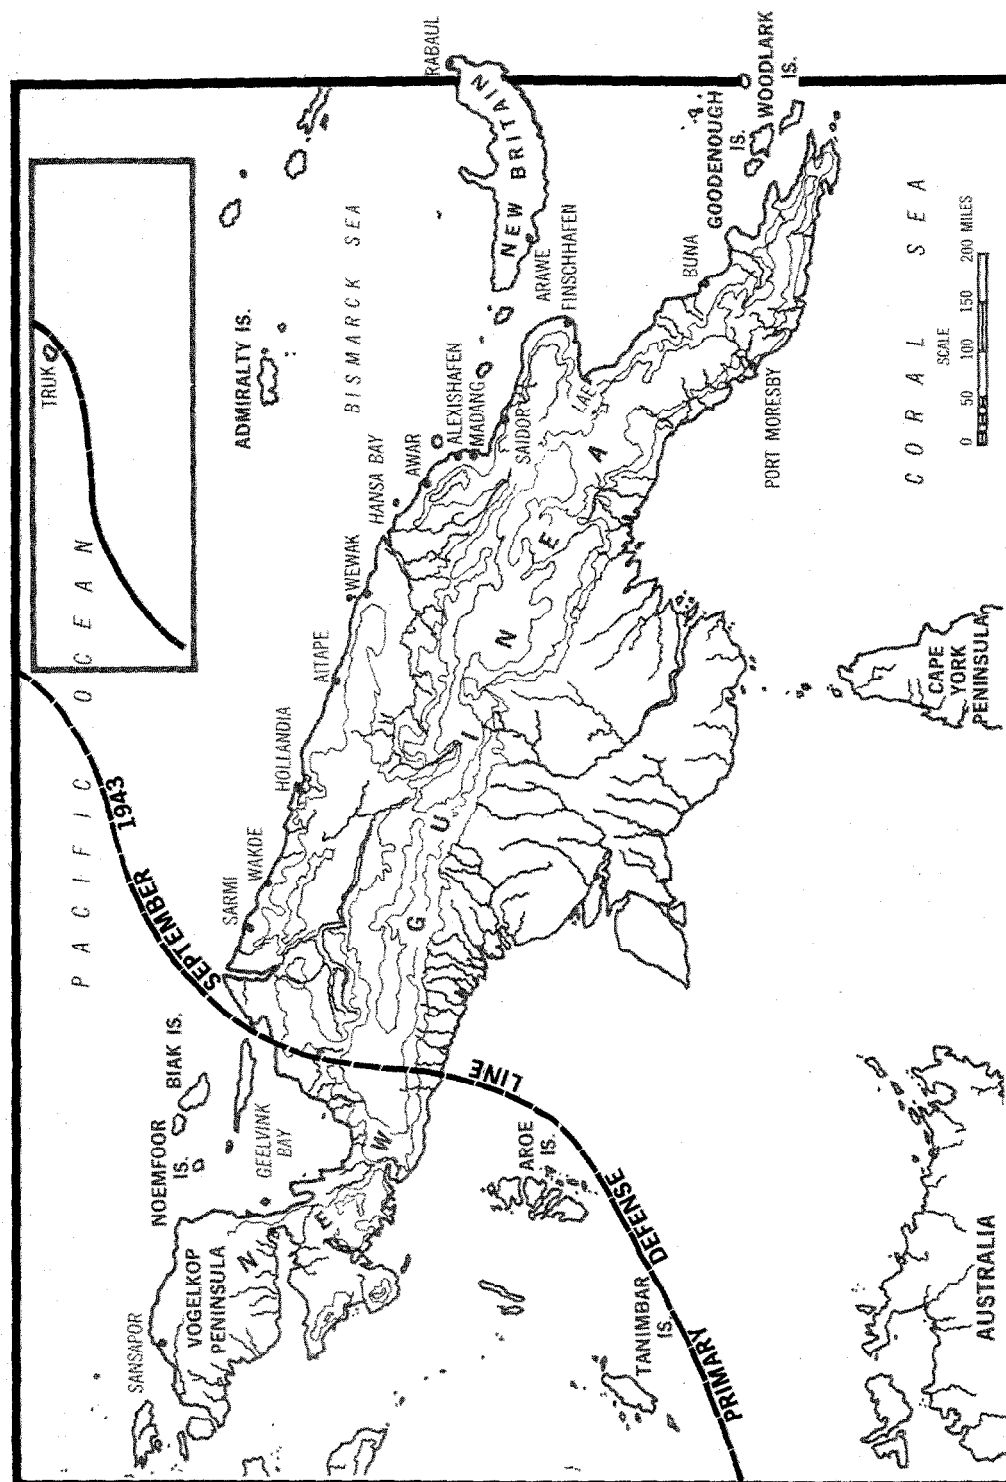 PACIFIC OCEAN
TRUK
PRIMARY DEFENSE LINE SEPTEMBER 1943
SANSAPOR
VOGELKOP
PENINSULA
NOEMFOOR
IS.
BIAK IS.
GEELVINK
BAY
SARMI
WAKDE
HOLLANDIA
AITAPE
WEWAK
HANSA BAY
AWAR
ALEXISHAFEN
MADANG
SAIDOR
LAE
ADMIRALTY IS.
BISMARCK SEA
RABAUL
NEW BRITAIN
ARAWE
FINSCHHAFEN
NEW GUINEA
BUNA
GOODENOUGH
IS.
WOODLARK
IS.
PORT MORESBY
CORAL SEA
SCALE
0 50 100 150 200 MILES
CAPE
YORK
PENINSULA
AROE
IS.
TANIMBAR
IS.
AUSTRALIA